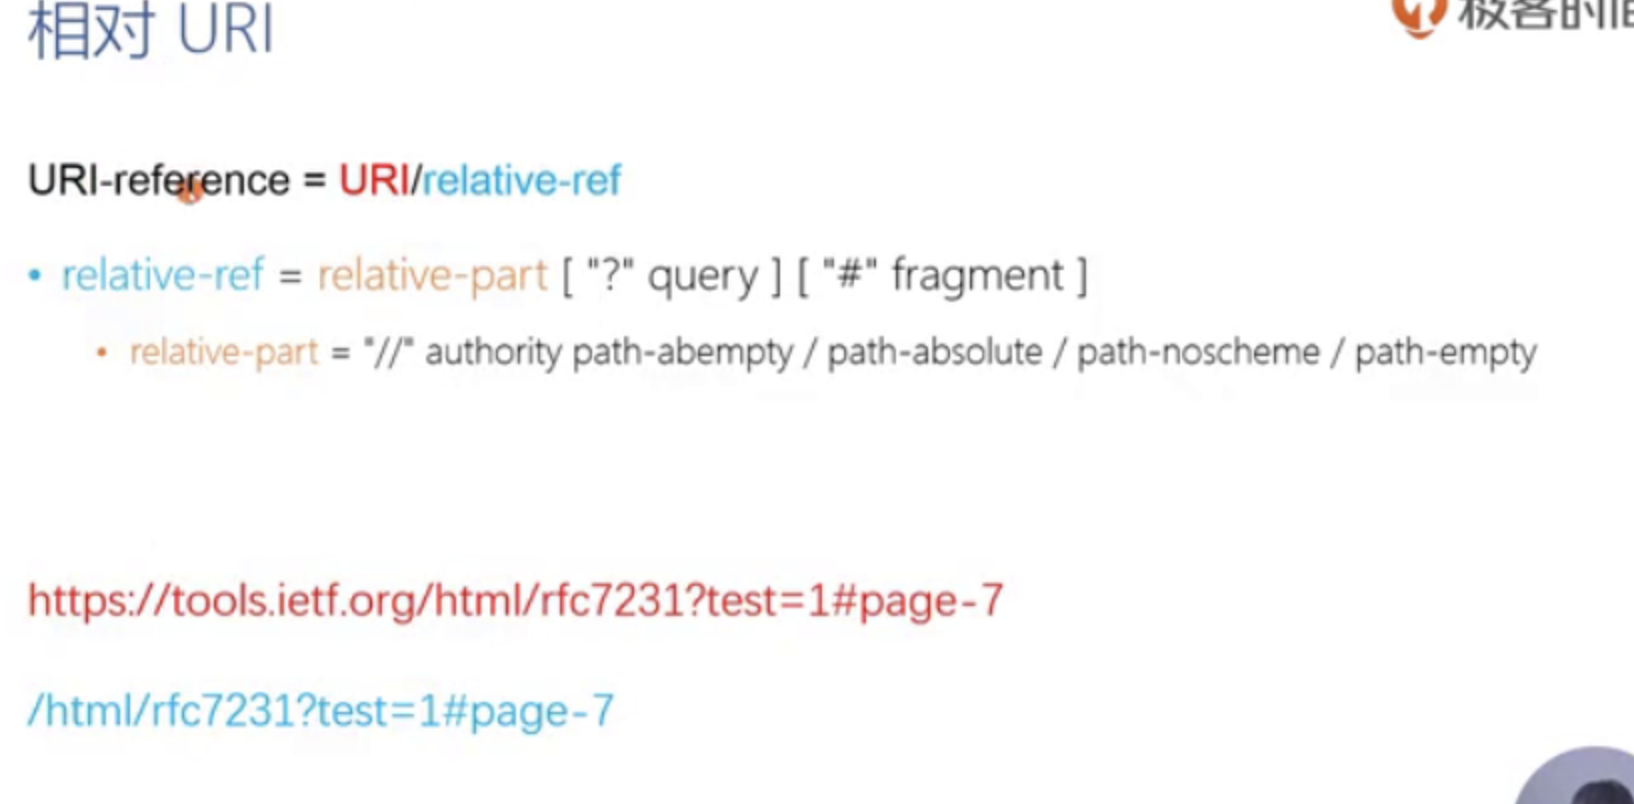 相对 URI
极客时间
URI-reference = URI/relative-ref
• relative-ref = relative-part [ "?" query ] [ "#" fragment ]
• relative-part = "//" authority path-abempty / path-absolute / path-noscheme / path-empty
https://tools.ietf.org/html/rfc7231?test=1#page-7
/html/rfc7231?test=1#page-7